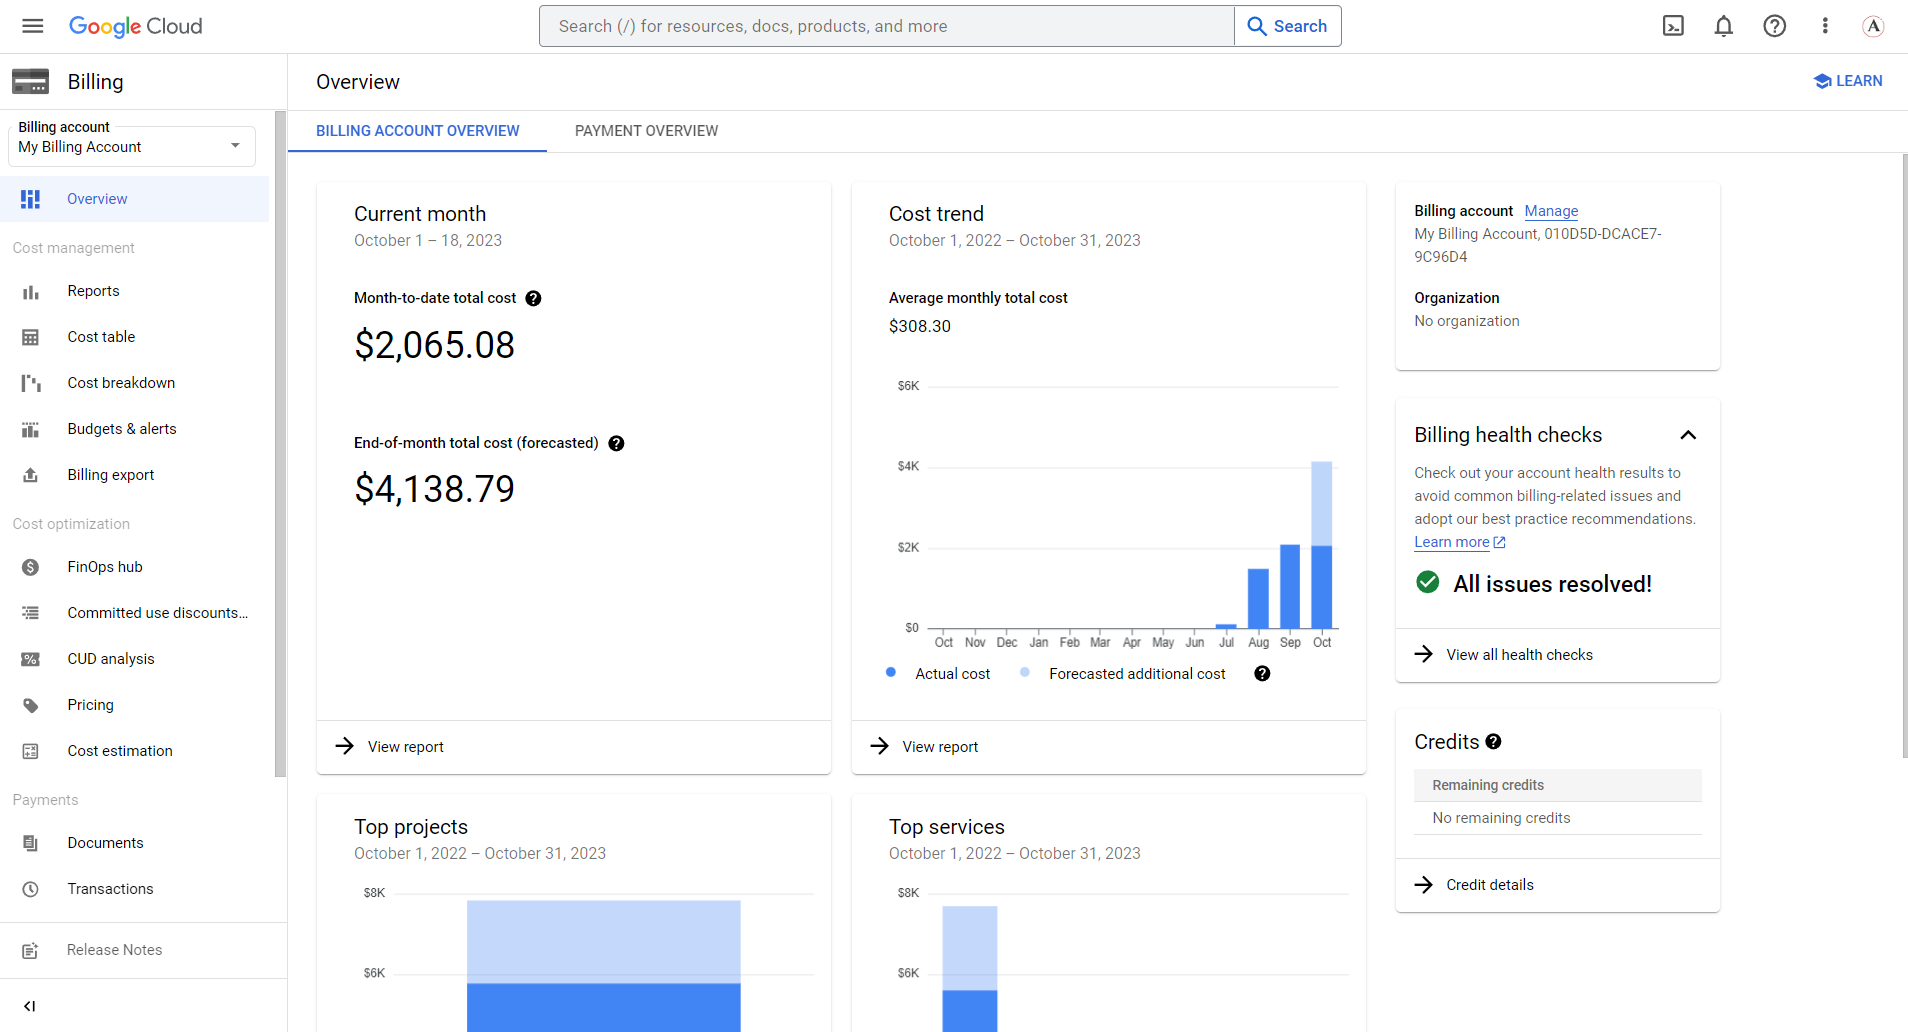 Google Cloud
Search (/) for resources, docs, products, and more
Search
A
Billing
Overview
LEARN
Billing account
My Billing Account
BILLING ACCOUNT OVERVIEW
PAYMENT OVERVIEW
Overview
Cost management
Reports
Cost table
Cost breakdown
Budgets & alerts
Billing export
Cost optimization
FinOps hub
Committed use discounts...
CUD analysis
Pricing
Cost estimation
Payments
Documents
Transactions
Release Notes
Current month
October 1 – 18, 2023
Month-to-date total cost
$2,065.08
End-of-month total cost (forecasted)
$4,138.79
View report
Cost trend
October 1, 2022 – October 31, 2023
Average monthly total cost
$308.30
$6K
$4K
$2K
$0
Oct Nov Dec Jan Feb Mar Apr May Jun Jul Aug Sep Oct
Actual cost
Forecasted additional cost
View report
Billing account Manage
My Billing Account, 010D5D-DCACE7-
9C96D4
Organization
No organization
Billing health checks
Check out your account health results to
avoid common billing-related issues and
adopt our best practice recommendations.
Learn more
All issues resolved!
View all health checks
Credits
Remaining credits
No remaining credits
Credit details
Top projects
October 1, 2022 – October 31, 2023
$8K
$6K
Top services
October 1, 2022 – October 31, 2023
$8K
$6K